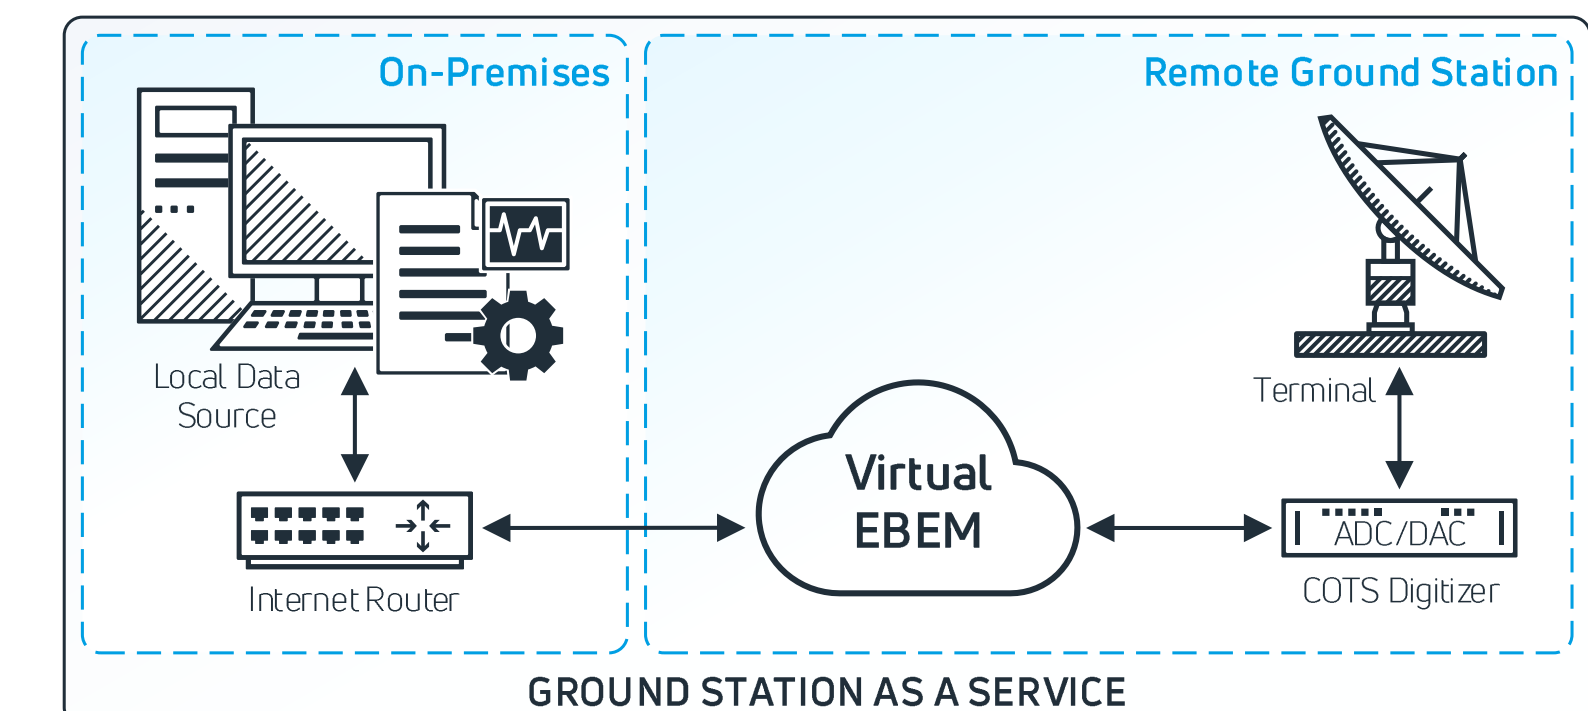 On-Premises
Remote Ground Station
Local Data
Source
Terminal
Virtual
EBEM
ADC/DAC
Internet Router
COTS Digitizer
GROUND STATION AS A SERVICE